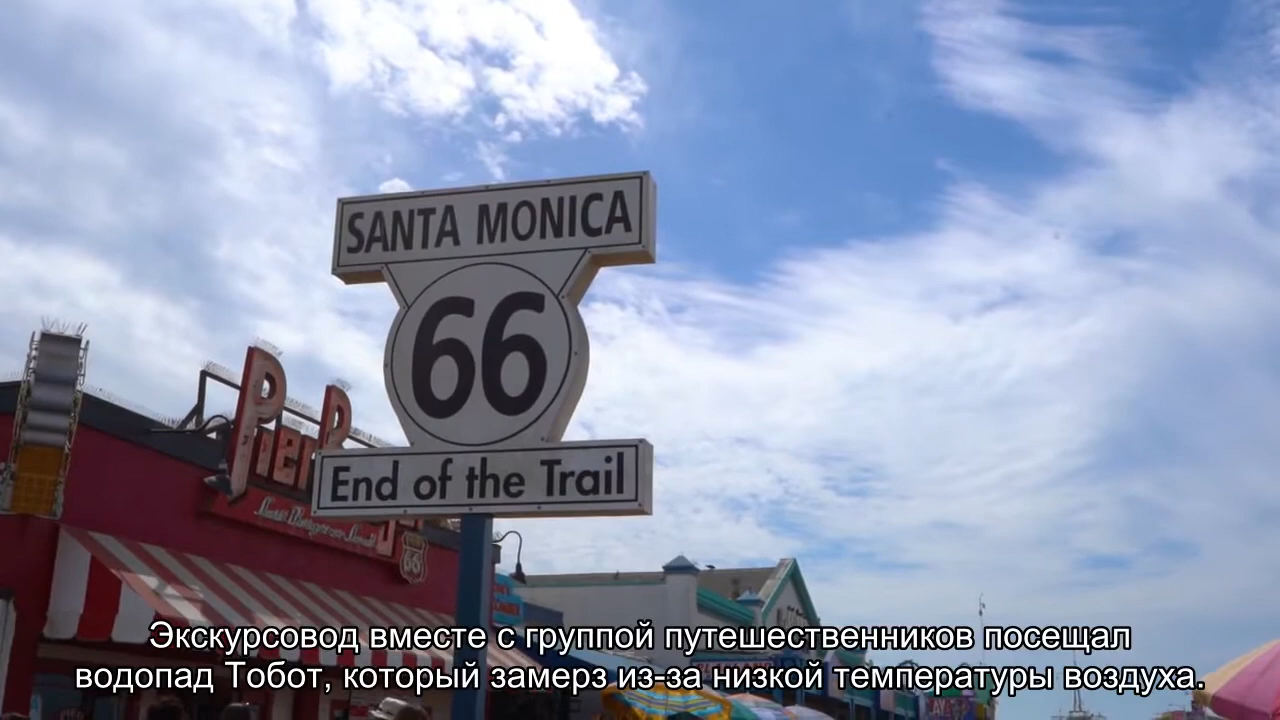 SANTA MONICA
66
End of the Trail
66
Экскурсовод вместе с группой путешественников посещал
водопад Тобот, который замерз из-за низкой температуры воздуха.